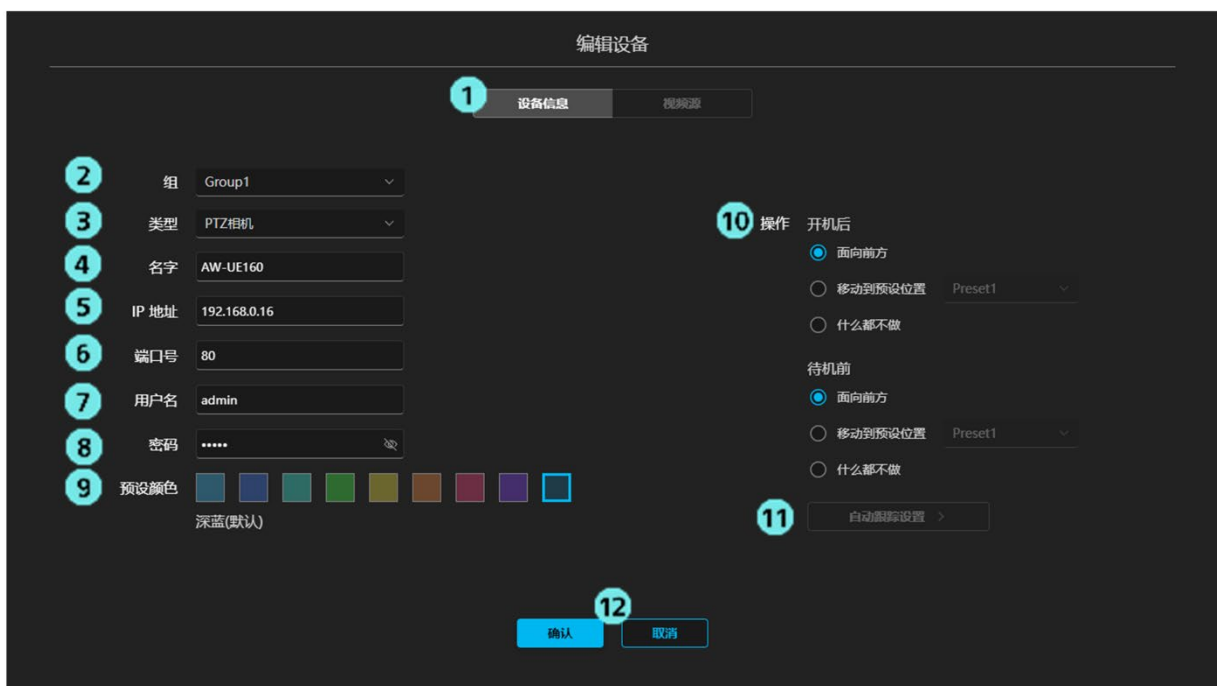 编辑设备
1 设备信息 视频源
2 组 Group1
3 类型 PTZ相机
4 名字 AW-UE160
5 IP 地址 192.168.0.16
6 端口号 80
7 用户名 admin
8 密码 •••••
9 预设颜色
深蓝(默认)
10 操作 开机后
面向前方
移动到预设位置 Preset1
什么都不做
待机前
面向前方
移动到预设位置 Preset1
什么都不做
11 自动跟踪设置 >
12
确认 取消